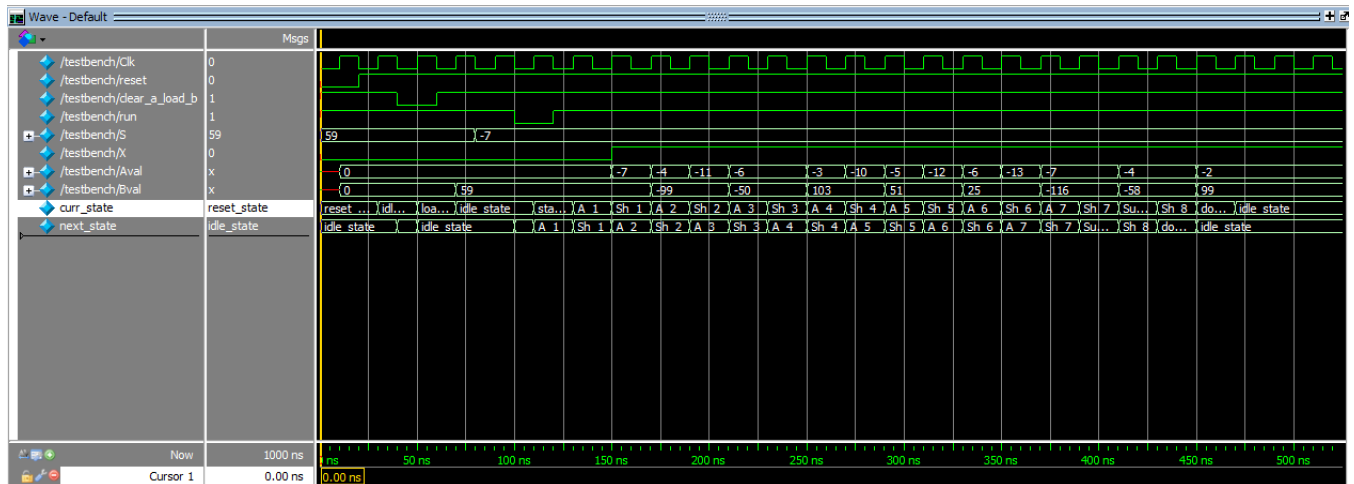 Wave - Default
Msgs
/testbench/Clk 0
/testbench/reset 0
/testbench/clear_a_load_b 1
/testbench/run 1
/testbench/S 59 59 -7
/testbench/X 0
/testbench/Aval x 0 -7 -4 -11 -6 -3 -10 -5 -12 -6 -13 -7 -4 -2
/testbench/Bval x 0 59 -99 -50 103 51 25 -116 -58 99
curr_state reset_state reset ... idl... loa... idle state sta... A 1 Sh 1 A 2 Sh 2 A 3 Sh 3 A 4 Sh 4 A 5 Sh 5 A 6 Sh 6 A 7 Sh 7 Su... Sh 8 do... idle state
next_state idle_state idle state idle state A 1 Sh 1 A 2 Sh 2 A 3 Sh 3 A 4 Sh 4 A 5 Sh 5 A 6 Sh 6 A 7 Sh 7 Su... Sh 8 do... idle state
Now 1000 ns ns 50 ns 100 ns 150 ns 200 ns 250 ns 300 ns 350 ns 400 ns 450 ns 500 ns
Cursor 1 0.00 ns 0.00 ns